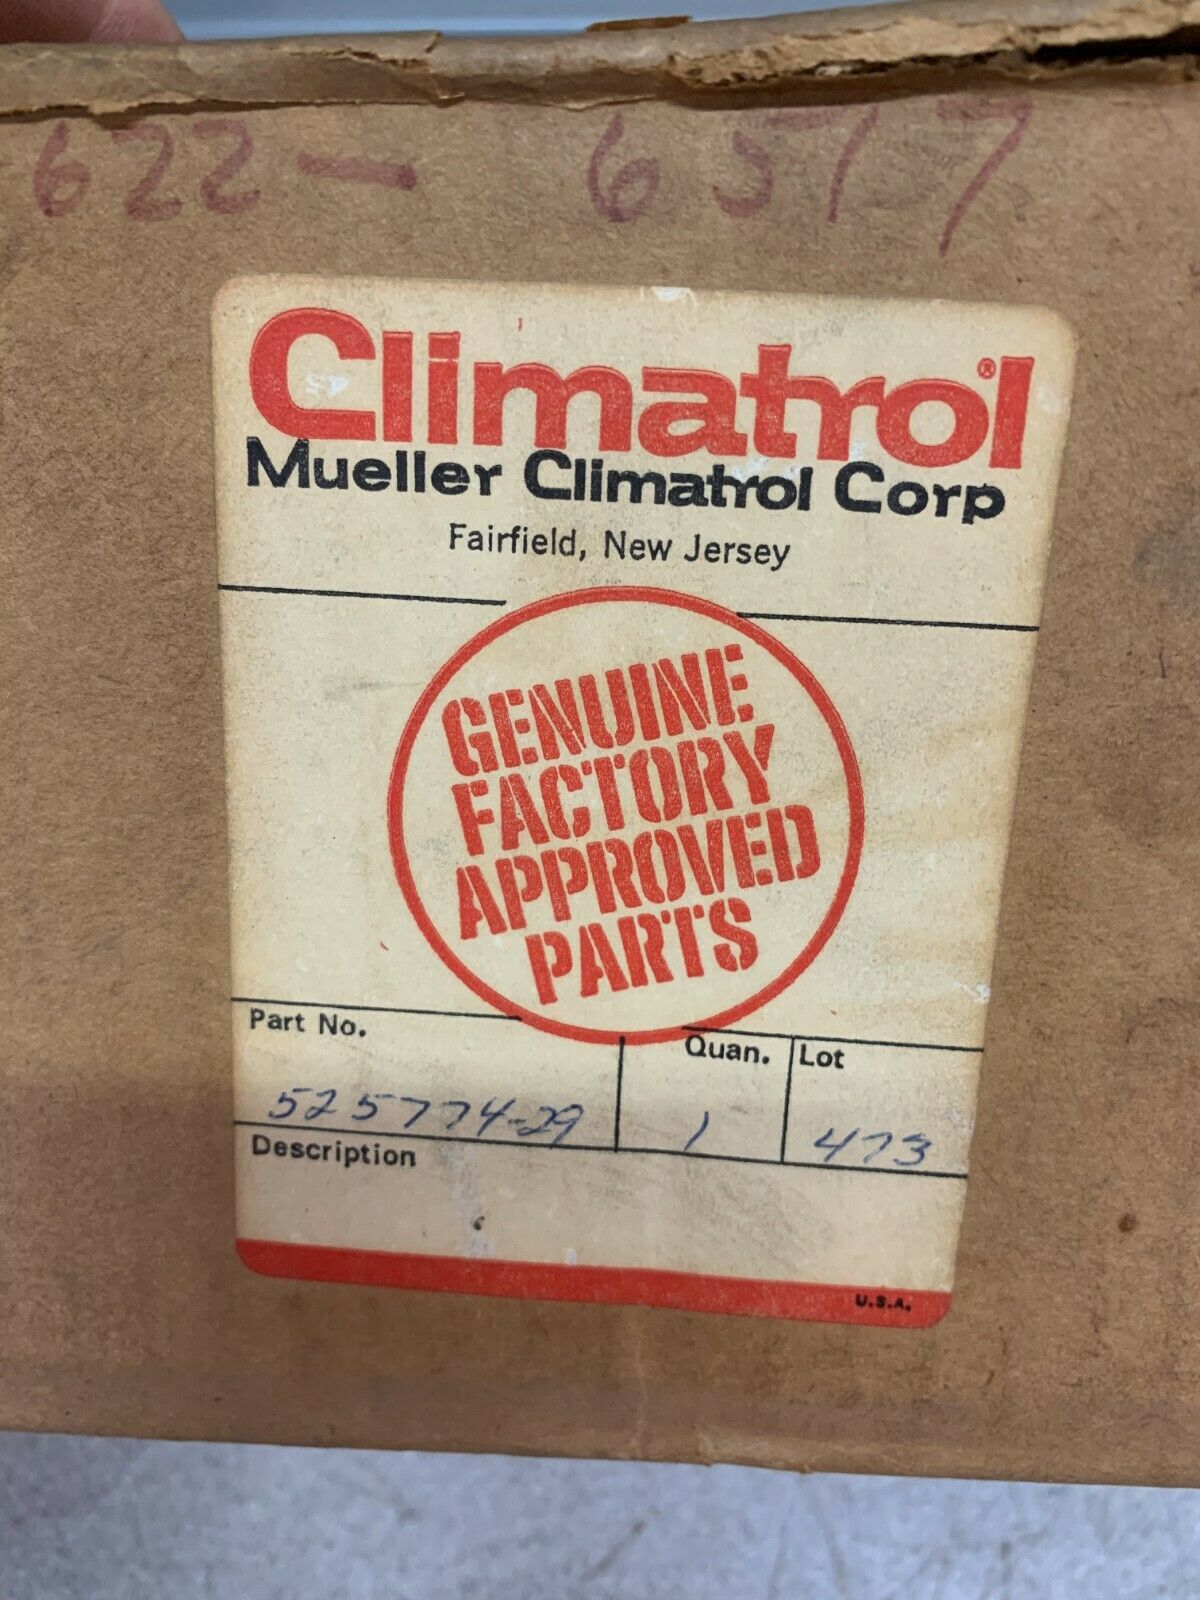 622- 6577
Climatrol®
Mueller Climatrol Corp
Fairfield, New Jersey
GENUINE
FACTORY
APPROVED
PARTS
Part No. Quan. Lot
525774-29 1 473
Description
U.S.A.